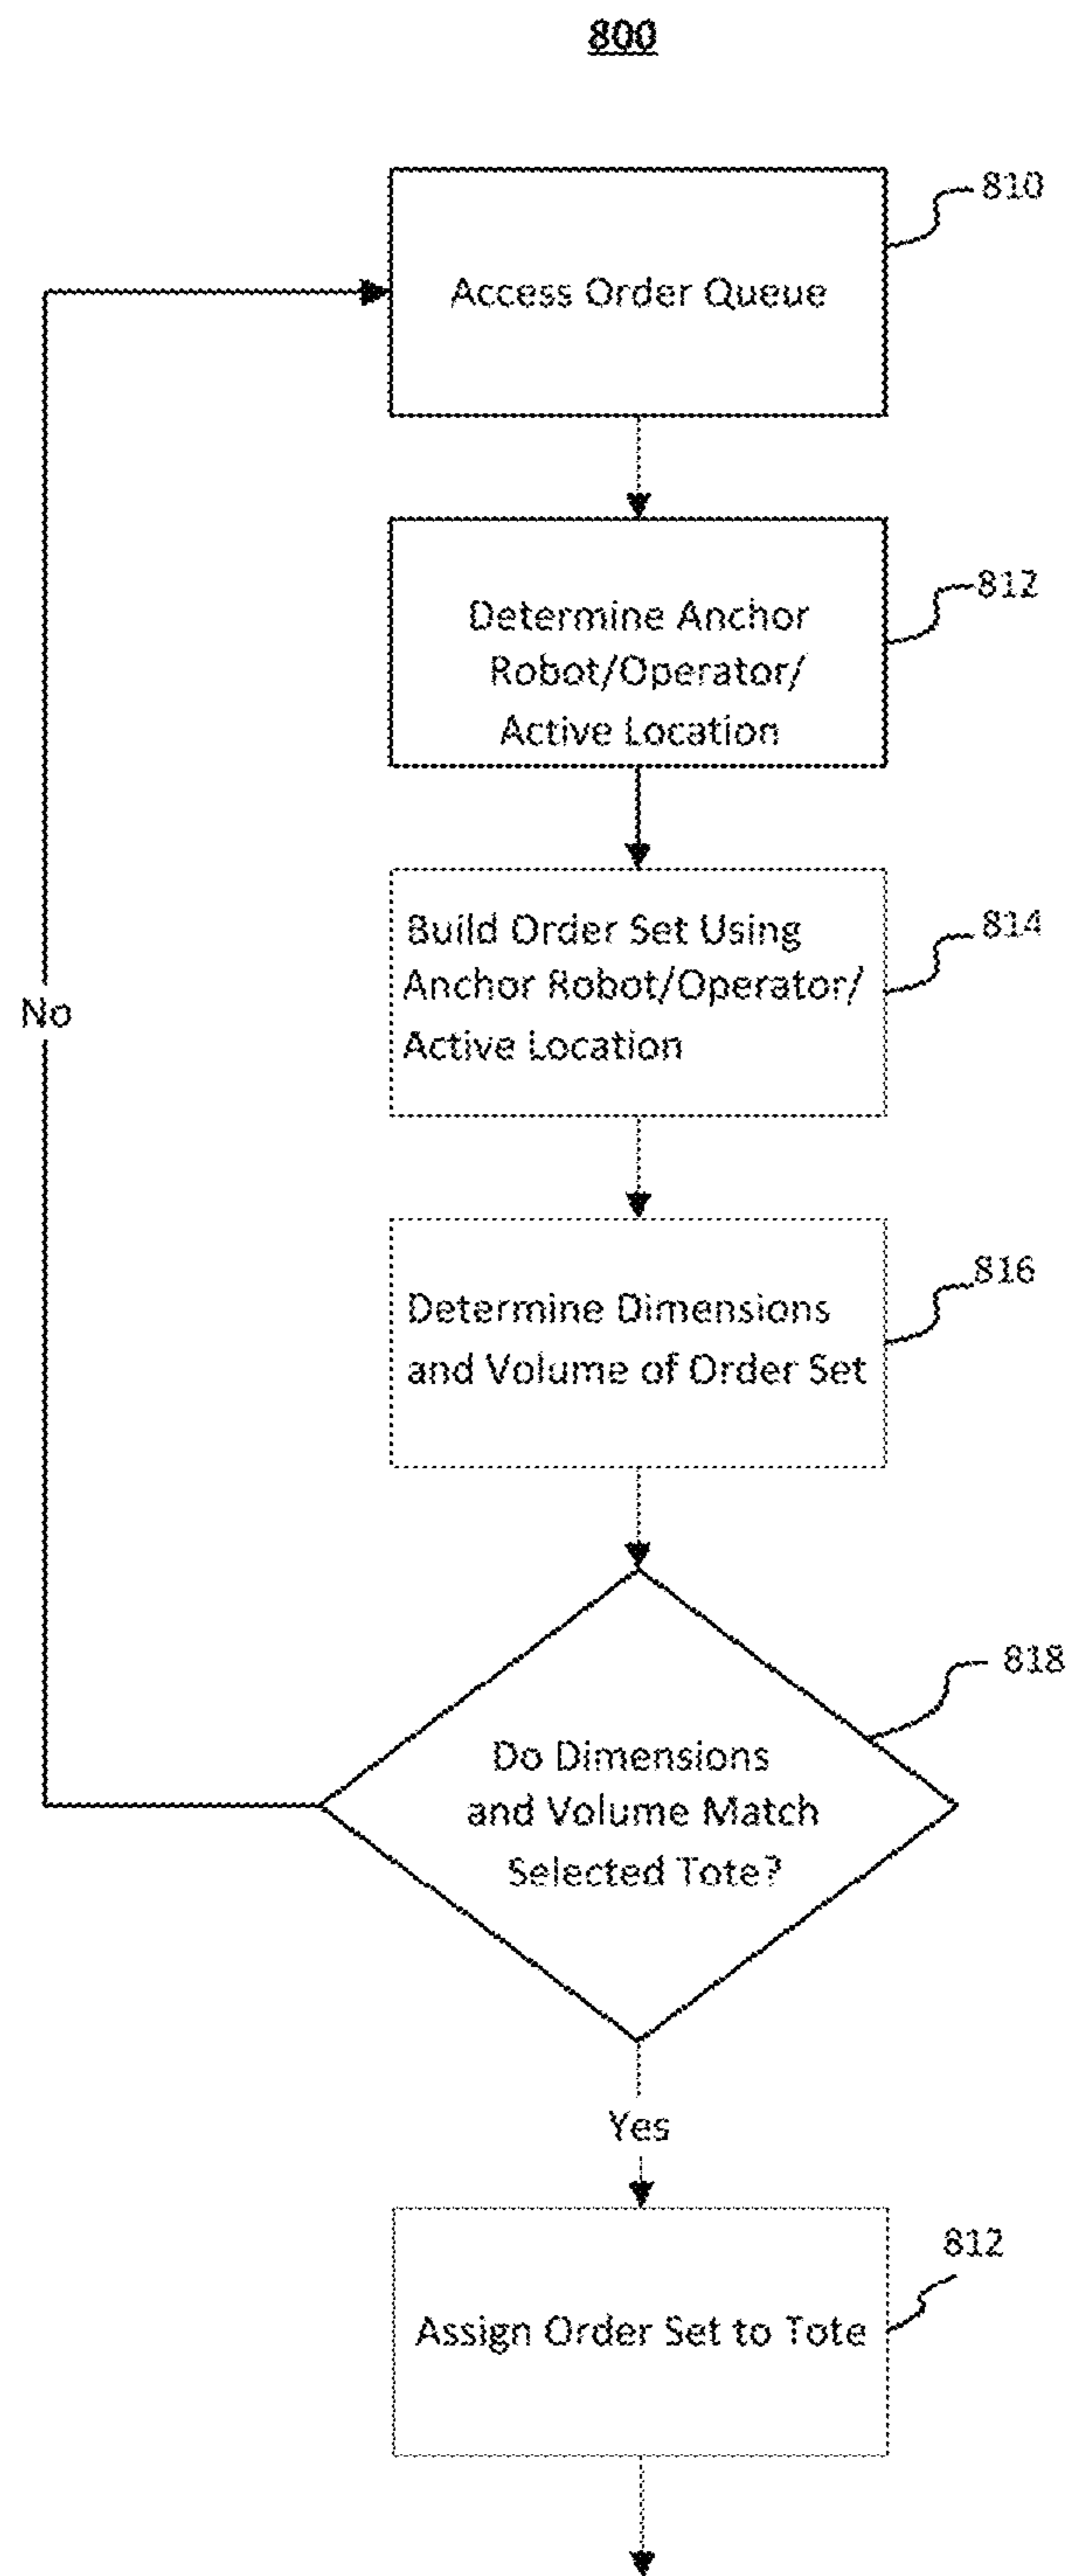 800
810
Access Order Queue
812
Determine Anchor
Robot/Operator/
Active Location
814
Build Order Set Using
Anchor Robot/Operator/
Active Location
816
Determine Dimensions
and Volume of Order Set
818
Do Dimensions
and Volume Match
Selected Tote?
No
Yes
812
Assign Order Set to Tote